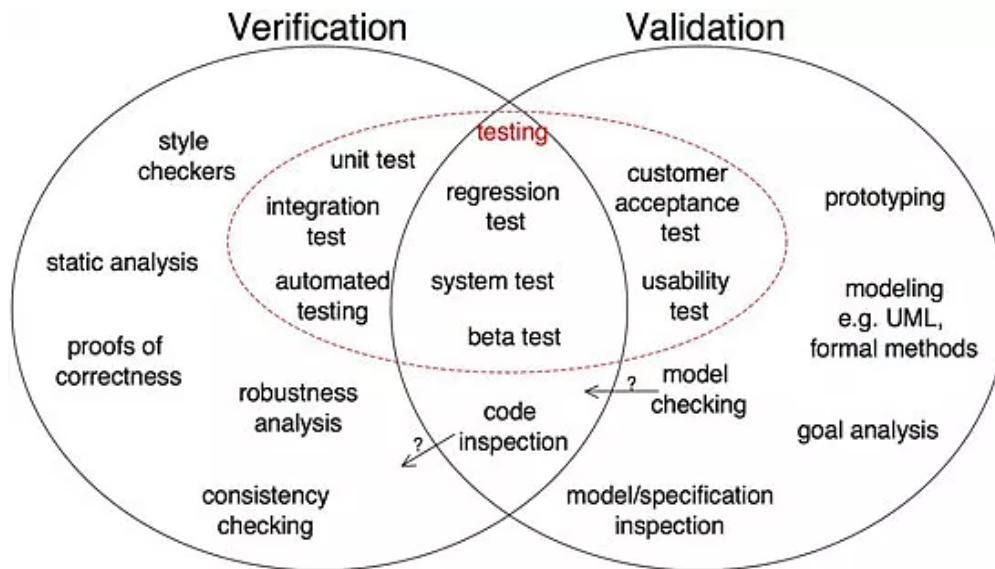 Verification
Validation
testing
style
checkers
unit test
integration
test
automated
testing
static analysis
proofs of
correctness
robustness
analysis
consistency
checking
regression
test
system test
beta test
code
inspection
?
customer
acceptance
test
usability
test
?
model
checking
model/specification
inspection
prototyping
modeling
e.g. UML,
formal methods
goal analysis